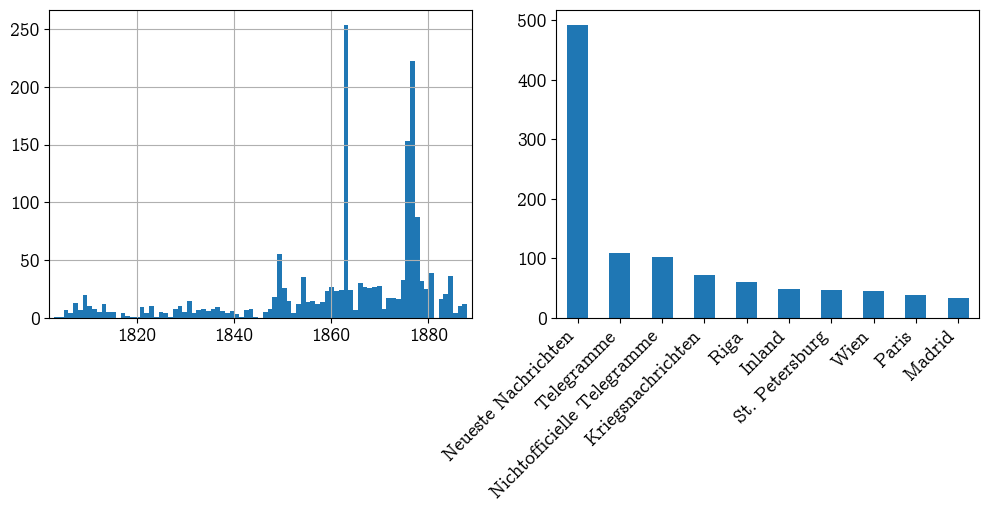 250
200
150
100
50
0
1820
1840
1860
1880
500
400
300
200
100
0
Neueste Nachrichten
Telegramme
Nichtofficielle Telegramme
Kriegsnachrichten
Riga
Inland
St. Petersburg
Wien
Paris
Madrid